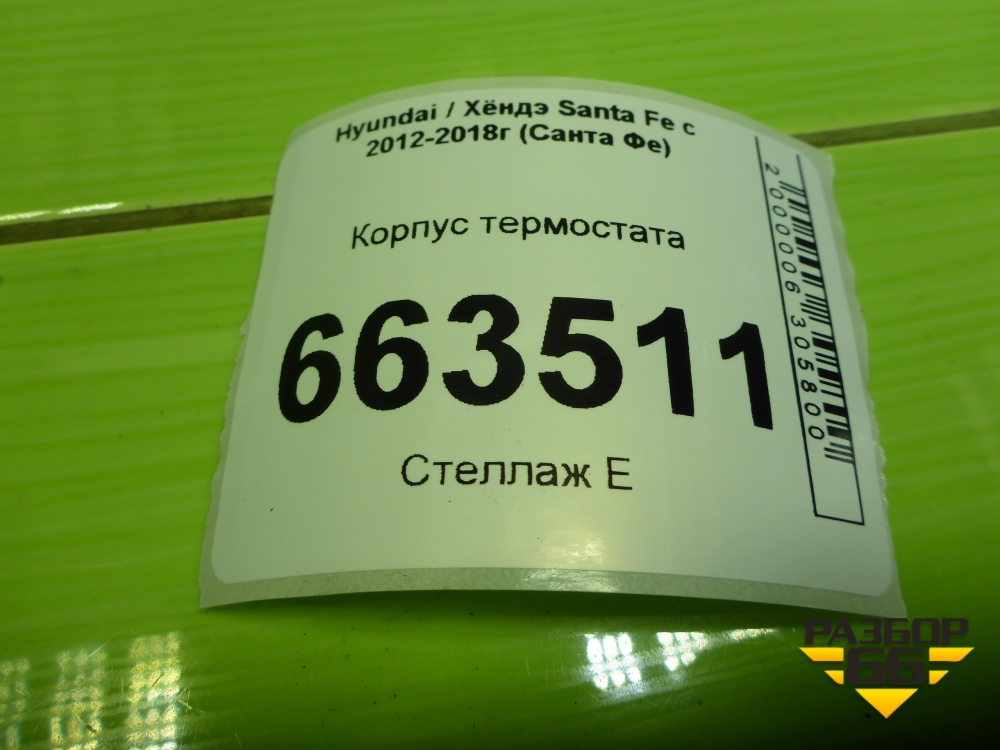 Hyundai / Хёндэ Santa Fe с
2012-2018г (Санта Фе)
Корпус термостата
663511
Стеллаж Е
2000006305800
РАЗБОР
66